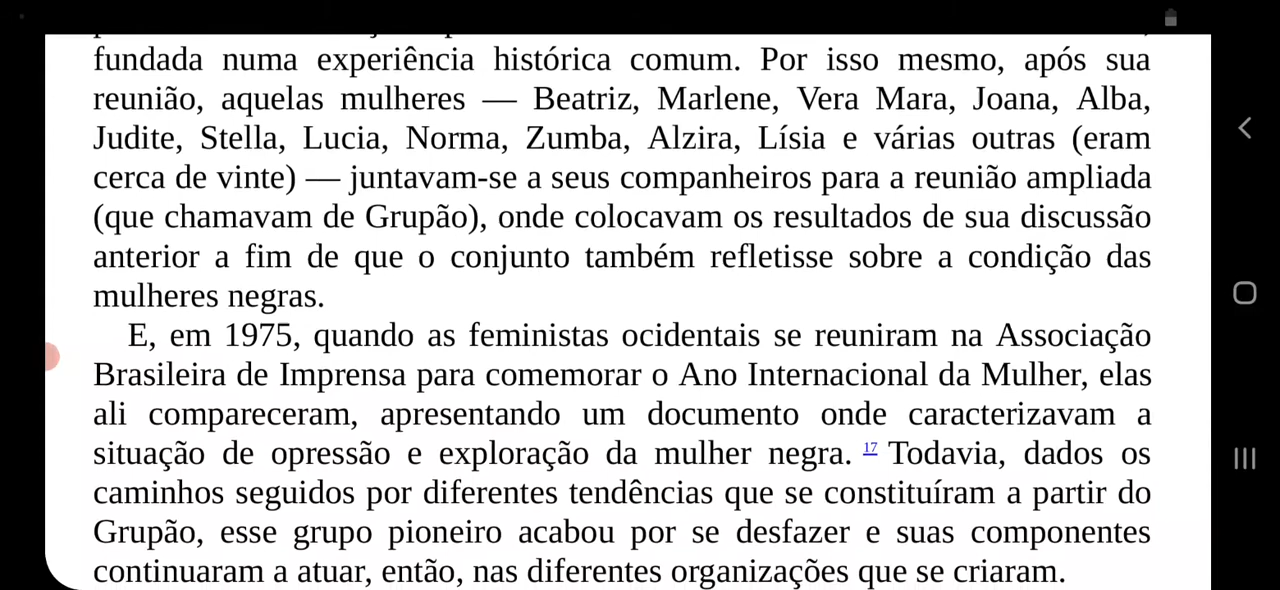 fundada numa experiência histórica comum. Por isso mesmo, após sua
reunião, aquelas mulheres — Beatriz, Marlene, Vera Mara, Joana, Alba,
Judite, Stella, Lucia, Norma, Zumba, Alzira, Lísia e várias outras (eram
cerca de vinte) — juntavam-se a seus companheiros para a reunião ampliada
(que chamavam de Grupão), onde colocavam os resultados de sua discussão
anterior a fim de que o conjunto também refletisse sobre a condição das
mulheres negras.
E, em 1975, quando as feministas ocidentais se reuniram na Associação
Brasileira de Imprensa para comemorar o Ano Internacional da Mulher, elas
ali compareceram, apresentando um documento onde caracterizavam a
situação de opressão e exploração da mulher negra. 17 Todavia, dados os
caminhos seguidos por diferentes tendências que se constituíram a partir do
Grupão, esse grupo pioneiro acabou por se desfazer e suas componentes
continuaram a atuar, então, nas diferentes organizações que se criaram.